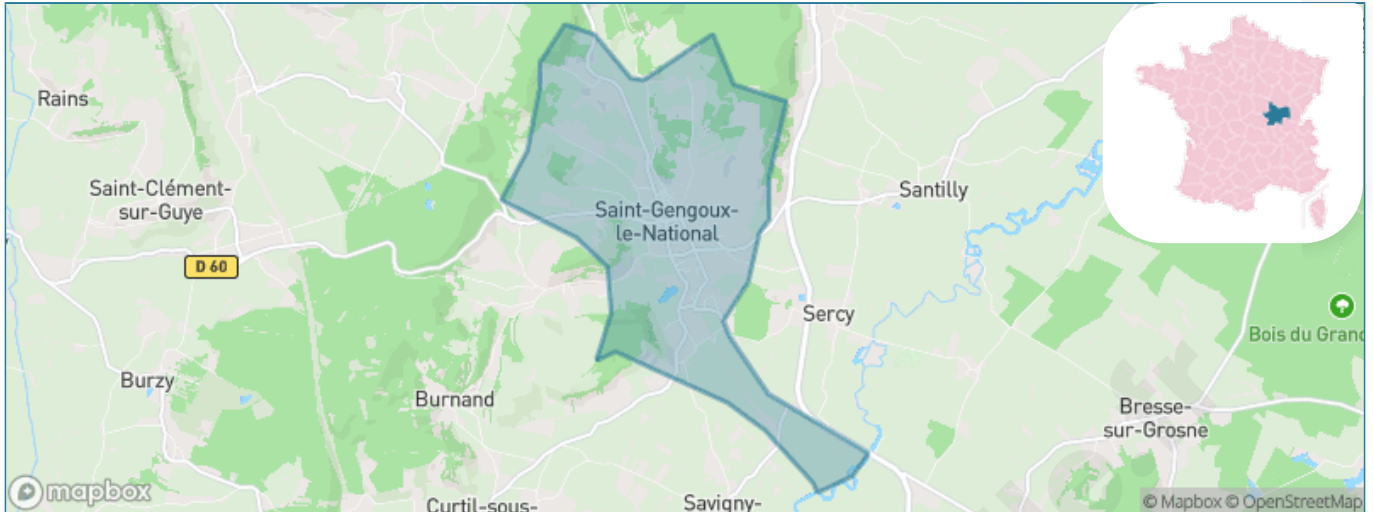 Rains
Saint-Clément-
sur-Guye
D 60
Saint-Gengoux-
le-National
Santilly
Sercy
Bois du Grand
Burzy
Burnand
Bresse-
sur-Grosne
Curtil-sous-
Savigny-
mapbox
© Mapbox © OpenStreetMap